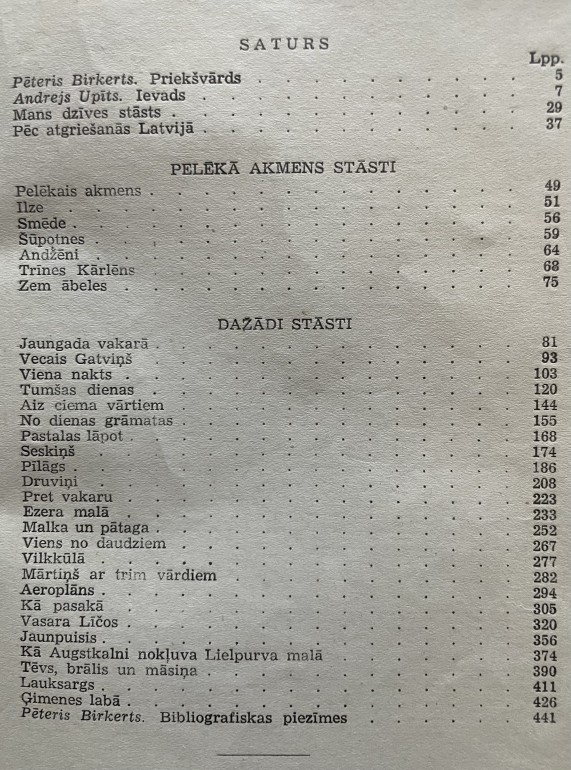 SATURS
Lpp.
Pēteris Birkerts. Priekšvārds . . . . . . . . . 5
Andrejs Upīts. Ievads . . . . . . . . . . 7
Mans dzīves stāsts . . . . . . . . . . . 29
Pēc atgriešanās Latvijā . . . . . . . . . . 37
PELĒKĀ AKMENS STĀSTI
Pelēkais akmens . . . . . . . . . . . . 49
Ilze . . . . . . . . . . . . . 51
Smēde . . . . . . . . . . . . . 56
Šūpotnes . . . . . . . . . . . . 59
Andžēni . . . . . . . . . . . . 64
Trīnes Kārlēns . . . . . . . . . . . 68
Zem ābeles . . . . . . . . . . . . 75
DAŽĀDI STĀSTI
Jaungada vakarā . . . . . . . . . . . . 81
Vecais Gatviņš . . . . . . . . . . . . 93
Viena nakts . . . . . . . . . . . . 103
Tumšas dienas . . . . . . . . . . . . 120
Aiz ciema vārtiem . . . . . . . . . . . 144
No dienas grāmatas . . . . . . . . . . . 155
Pastalas lāpot . . . . . . . . . . . . 168
Seskiņš . . . . . . . . . . . . 174
Pīlāgs . . . . . . . . . . . . . 186
Druviņi . . . . . . . . . . . . 208
Pret vakaru . . . . . . . . . . . . 223
Ezera malā . . . . . . . . . . . . 233
Malka un pātaga . . . . . . . . . . . . 252
Viens no daudziem . . . . . . . . . . . 267
Vilkkūlā . . . . . . . . . . . . 277
Mārtiņš ar trim vārdiem . . . . . . . . . 282
Aeroplāns . . . . . . . . . . . . 294
Kā pasakā . . . . . . . . . . . . 305
Vasara Līčos . . . . . . . . . . . . 320
Jaunpuisis . . . . . . . . . . . . 356
Kā Augstkalni nokļuva Lielpurva malā . . . . . . . 374
Tēvs, brālis un māsiņa . . . . . . . . . . 390
Lauksargs . . . . . . . . . . . . 411
Ģimenes labā . . . . . . . . . . . . 426
Pēteris Birkerts. Bibliografiskas piezīmes . . . . . . 441